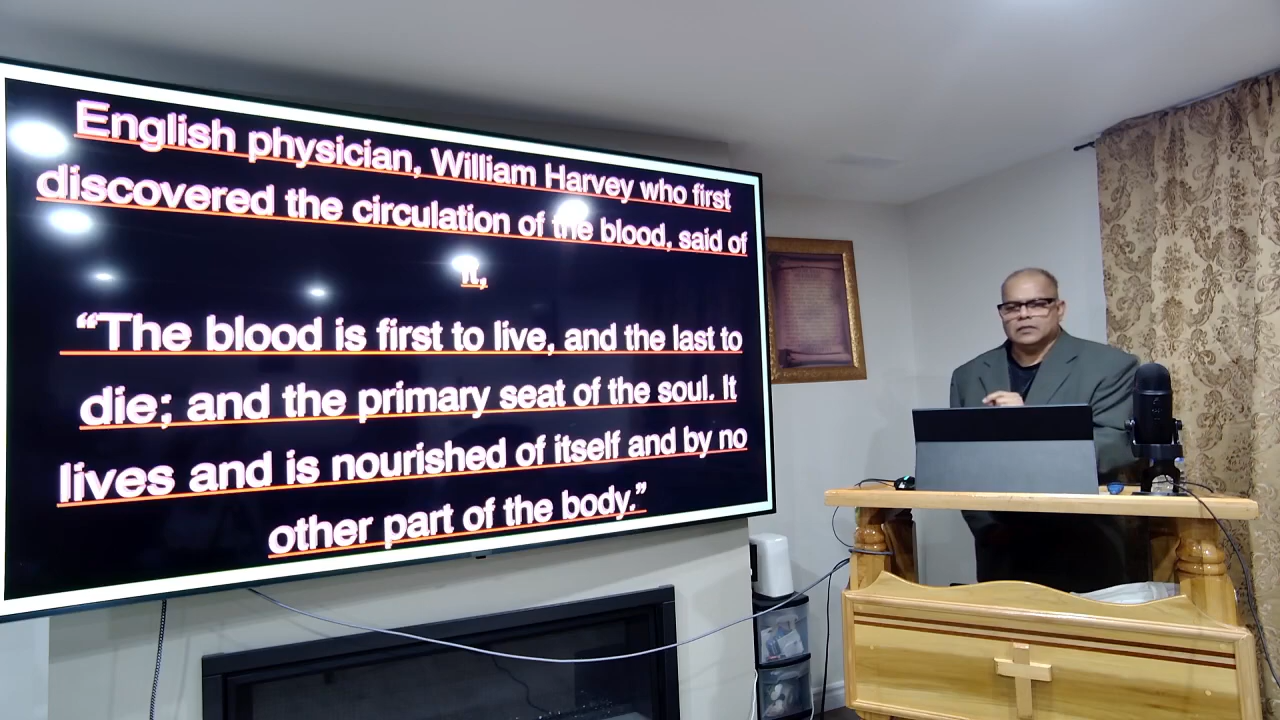 English physician, William Harvey who first
discovered the circulation of the blood, said of
it,
“The blood is first to live, and the last to
die; and the primary seat of the soul. It
lives and is nourished of itself and by no
other part of the body.”